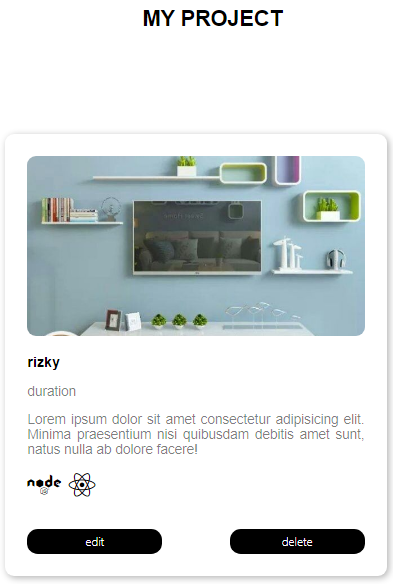 MY PROJECT
rizky
duration
Lorem ipsum dolor sit amet consectetur adipisicing elit.
Minima praesentium nisi quibusdam debitis amet sunt,
natus nulla ab dolore facere!
node
edit
delete